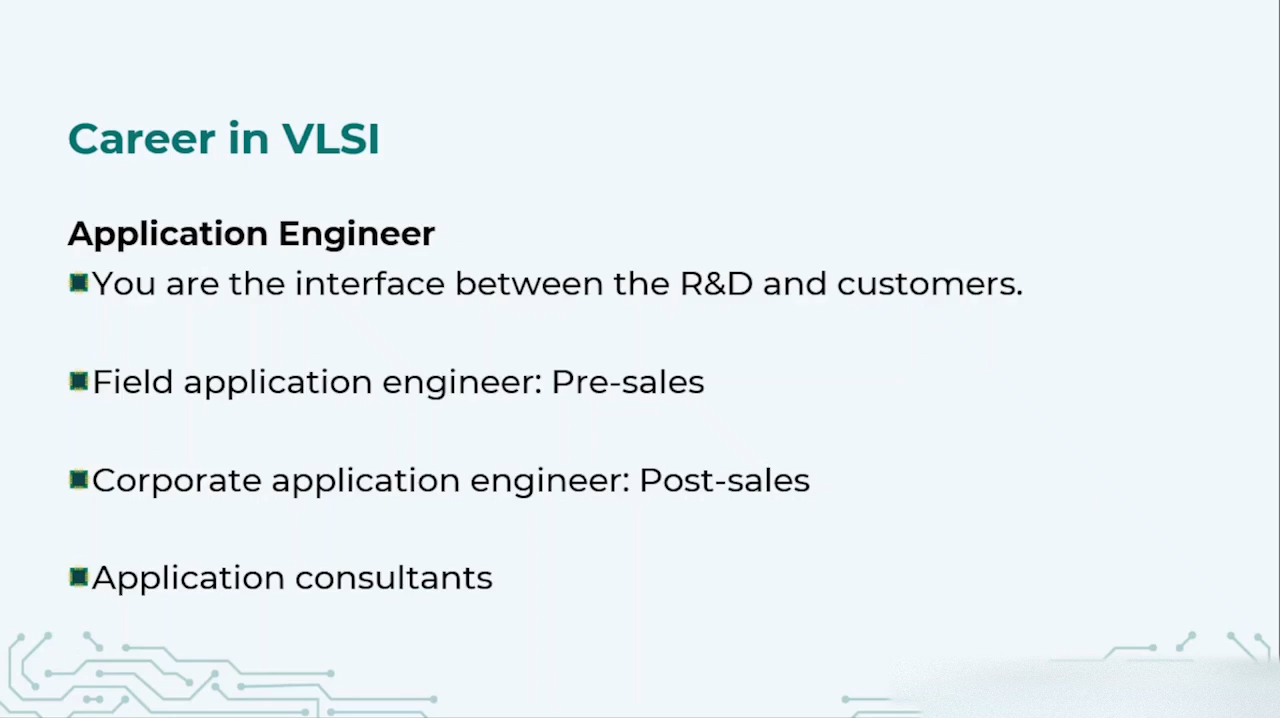 Career in VLSI
Application Engineer
You are the interface between the R&D and customers.
Field application engineer: Pre-sales
Corporate application engineer: Post-sales
Application consultants